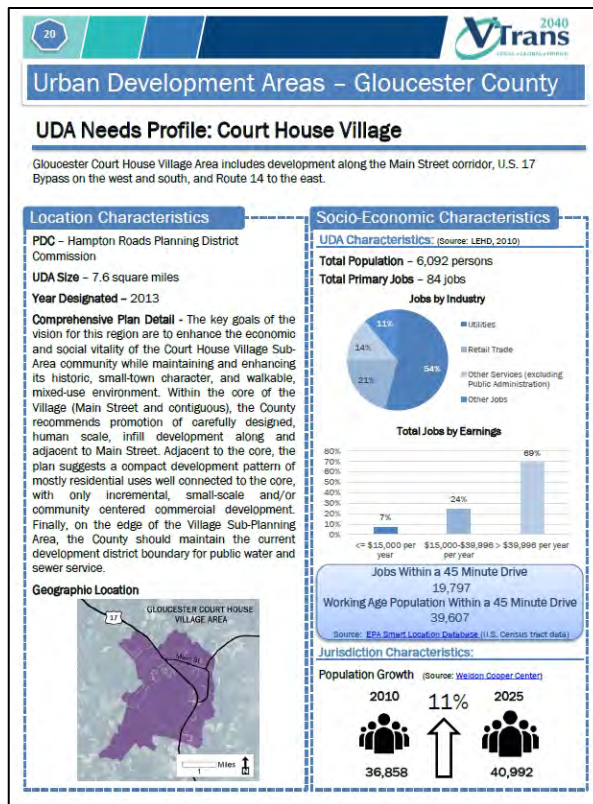 20
VTrans
2040
Urban Development Areas – Gloucester County
UDA Needs Profile: Court House Village
Gloucester Court House Village Area includes development along the Main Street corridor, U.S. 17
Bypass on the west and south, and Route 14 to the east.
Location Characteristics
PDC – Hampton Roads Planning District
Commission
UDA Size – 7.6 square miles
Year Designated – 2013
Comprehensive Plan Detail - The key goals of the
vision for this region are to enhance the economic
and social vitality of the Court House Village Sub-
Area community while maintaining and enhancing
its historic, small-town character, and walkable,
mixed-use environment. Within the core of the
Village (Main Street and contiguous), the County
recommends promotion of carefully designed,
human scale, infill development along and
adjacent to Main Street. Adjacent to the core, the
plan suggests a compact development pattern of
mostly residential uses well connected to the core,
with only incremental, small-scale and/or
community centered commercial development.
Finally, on the edge of the Village Sub-Planning
Area, the County should maintain the current
development district boundary for public water and
sewer service.
Geographic Location
GLOUCESTER COURT HOUSE
VILLAGE AREA
17
Main St
Miles
1
N
Socio-Economic Characteristics
UDA Characteristics: (Source: LEHD, 2010)
Total Population – 6,092 persons
Total Primary Jobs – 84 jobs
Jobs by Industry
11%
14%
21%
54%
Utilities
Retail Trade
Other Services (excluding
Public Administration)
Other Jobs
Total Jobs by Earnings
80%
70%
60%
50%
40%
30%
20%
10%
0%
7%
24%
69%
<= $15,000 per
year
$15,000-$39,996
per year
> $39,996 per year
Jobs Within a 45 Minute Drive
19,797
Working Age Population Within a 45 Minute Drive
39,607
Source: EPA Smart Location Database (U.S. Census tract data)
Jurisdiction Characteristics:
Population Growth (Source: Weldon Cooper Center)
2010
11%
2025
36,858
40,992